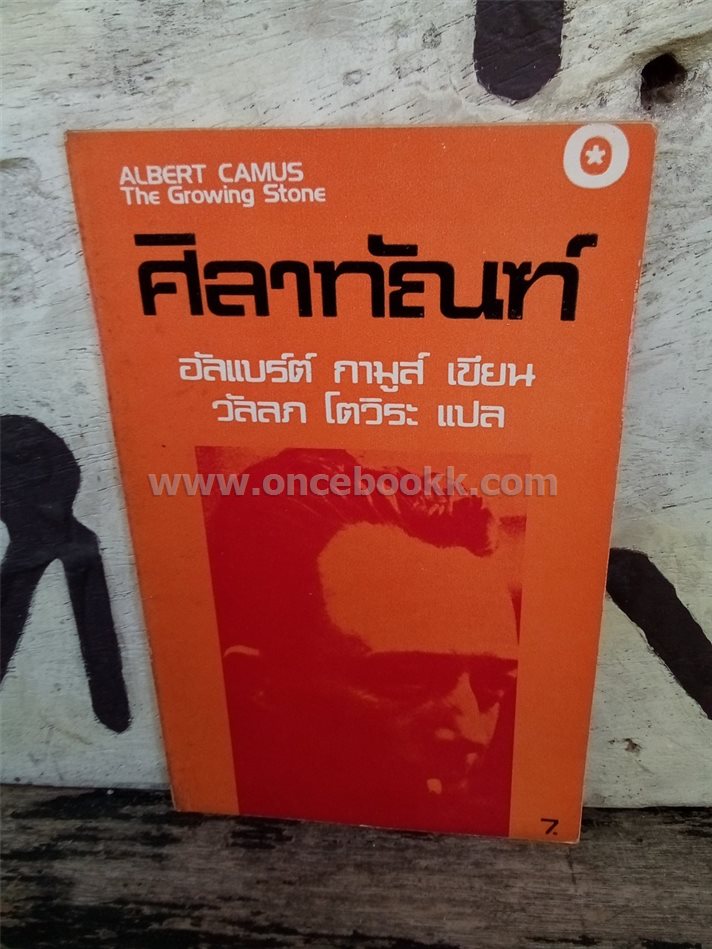 ALBERT CAMUS
The Growing Stone
ศิลาทัณฑ์
อัลแบร์ต์ กามูส์ เขียน
วัลลภ โตวิระ แปล
www.oncebookk.com
7.